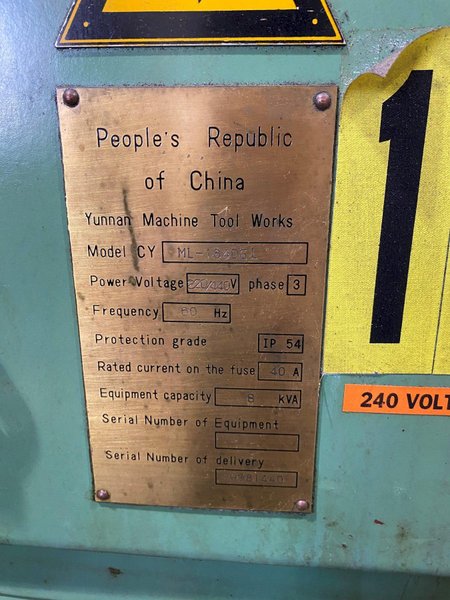 People's Republic
of China
Yunnan Machine Tool Works
Model CY
Power Voltage 220/440 V phase 3
Frequency 60 Hz
Protection grade IP 54
Rated current on the fuse 40 A
Equipment capacity 8 kVA
Serial Number of Equipment
Serial Number of delivery
1
240 VOLT